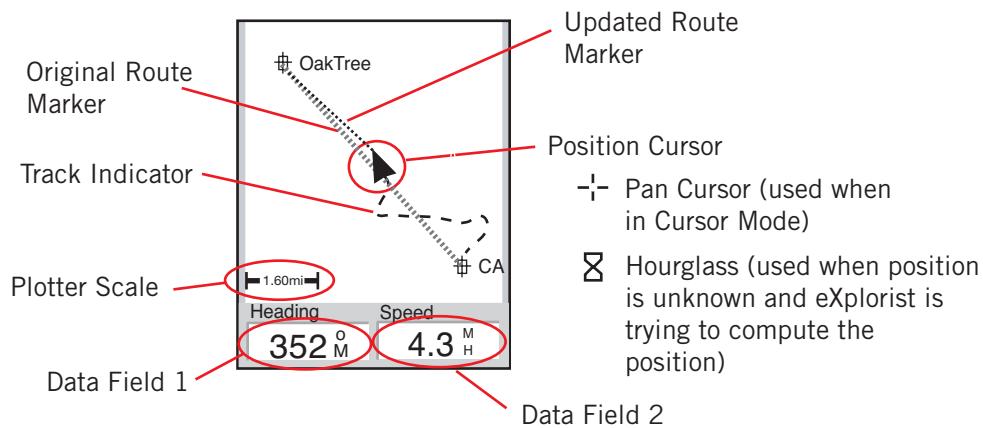 Updated Route
Marker
Original Route
Marker
OakTree
Position Cursor
Track Indicator
Pan Cursor (used when
in Cursor Mode)
CA
Hourglass (used when position
is unknown and eXplorist is
trying to compute the
position)
1.60mi
Plotter Scale
Heading
Speed
352 o M
4.3 M H
Data Field 1
Data Field 2